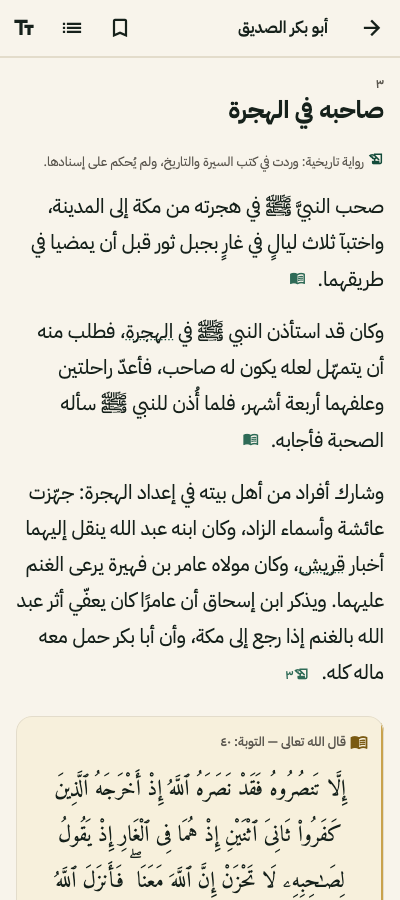 أبو بكر الصديق
٣
صاحبه في الهجرة
رواية تاريخية: وردت في كتب السيرة والتاريخ، ولم يُحكم على إسنادها.
صحب النبيَّ ﷺ في هجرته من مكة إلى المدينة،
واختبآ ثلاث ليالٍ في غارٍ بجبل ثور قبل أن يمضيا في
طريقهما.
وكان قد استأذن النبي ﷺ في الهجرة، فطلب منه
أن يتمهّل لعله يكون له صاحب، فأعدّ راحلتين
وعلفهما أربعة أشهر، فلما أُذن للنبي ﷺ سأله
الصحبة فأجابه.
وشارك أفراد من أهل بيته في إعداد الهجرة: جهّزت
عائشة وأسماء الزاد، وكان ابنه عبد الله ينقل إليهما
أخبار قريش، وكان مولاه عامر بن فهيرة يرعى الغنم
عليهما. ويذكر ابن إسحاق أن عامرًا كان يعفّي أثر عبد
الله بالغنم إذا رجع إلى مكة، وأن أبا بكر حمل معه
ماله كله. ٣
قال الله تعالى — التوبة: ٤٠
إِلَّا تَنصُرُوهُ فَقَدْ نَصَرَهُ ٱللَّهُ إِذْ أَخْرَجَهُ ٱلَّذِينَ
كَفَرُوا۟ ثَانِىَ ٱثْنَيْنِ إِذْ هُمَا فِى ٱلْغَارِ إِذْ يَقُولُ
لِصَـٰحِبِهِۦ لَا تَحْزَنْ إِنَّ ٱللَّهَ مَعَنَا ۖ فَأَنزَلَ ٱللَّهُ